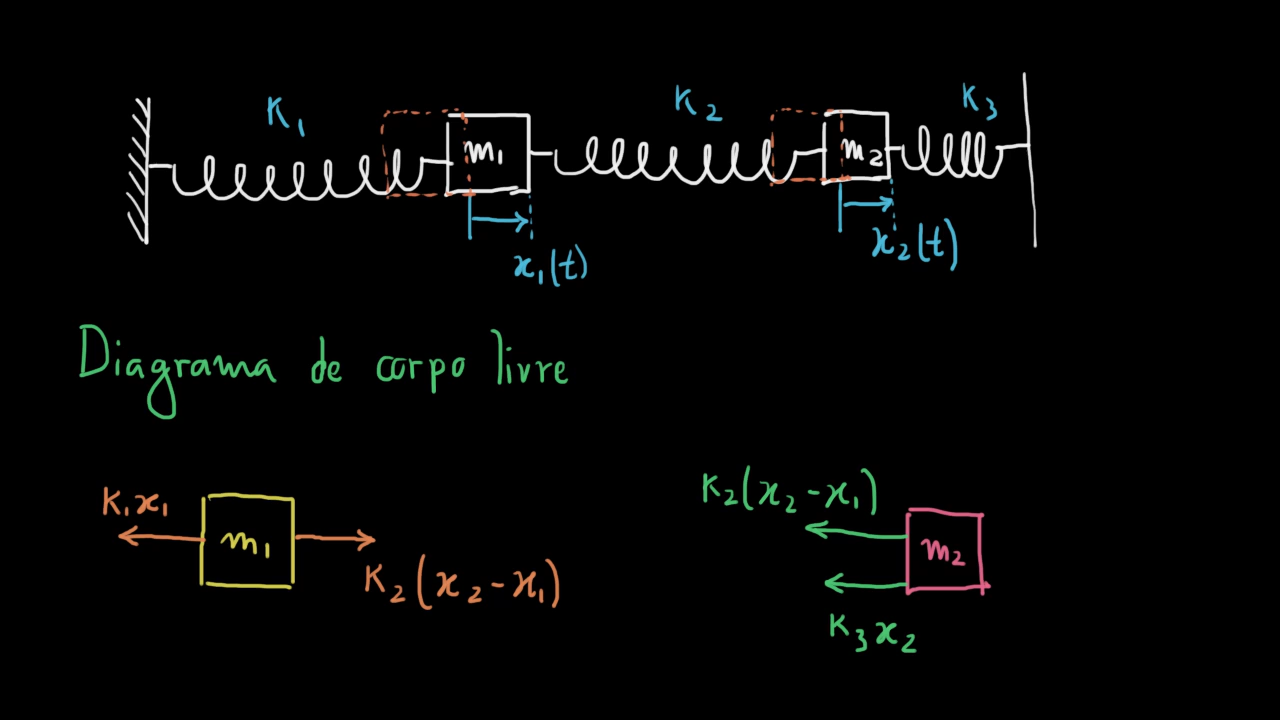 K₁ K₂ K₃
m₁ m₂
x₁(t) x₂(t)
Diagrama de corpo livre
K₁x₁ m₁ K₂(x₂-x₁)
K₂(x₂-x₁) m₂
K₃x₂